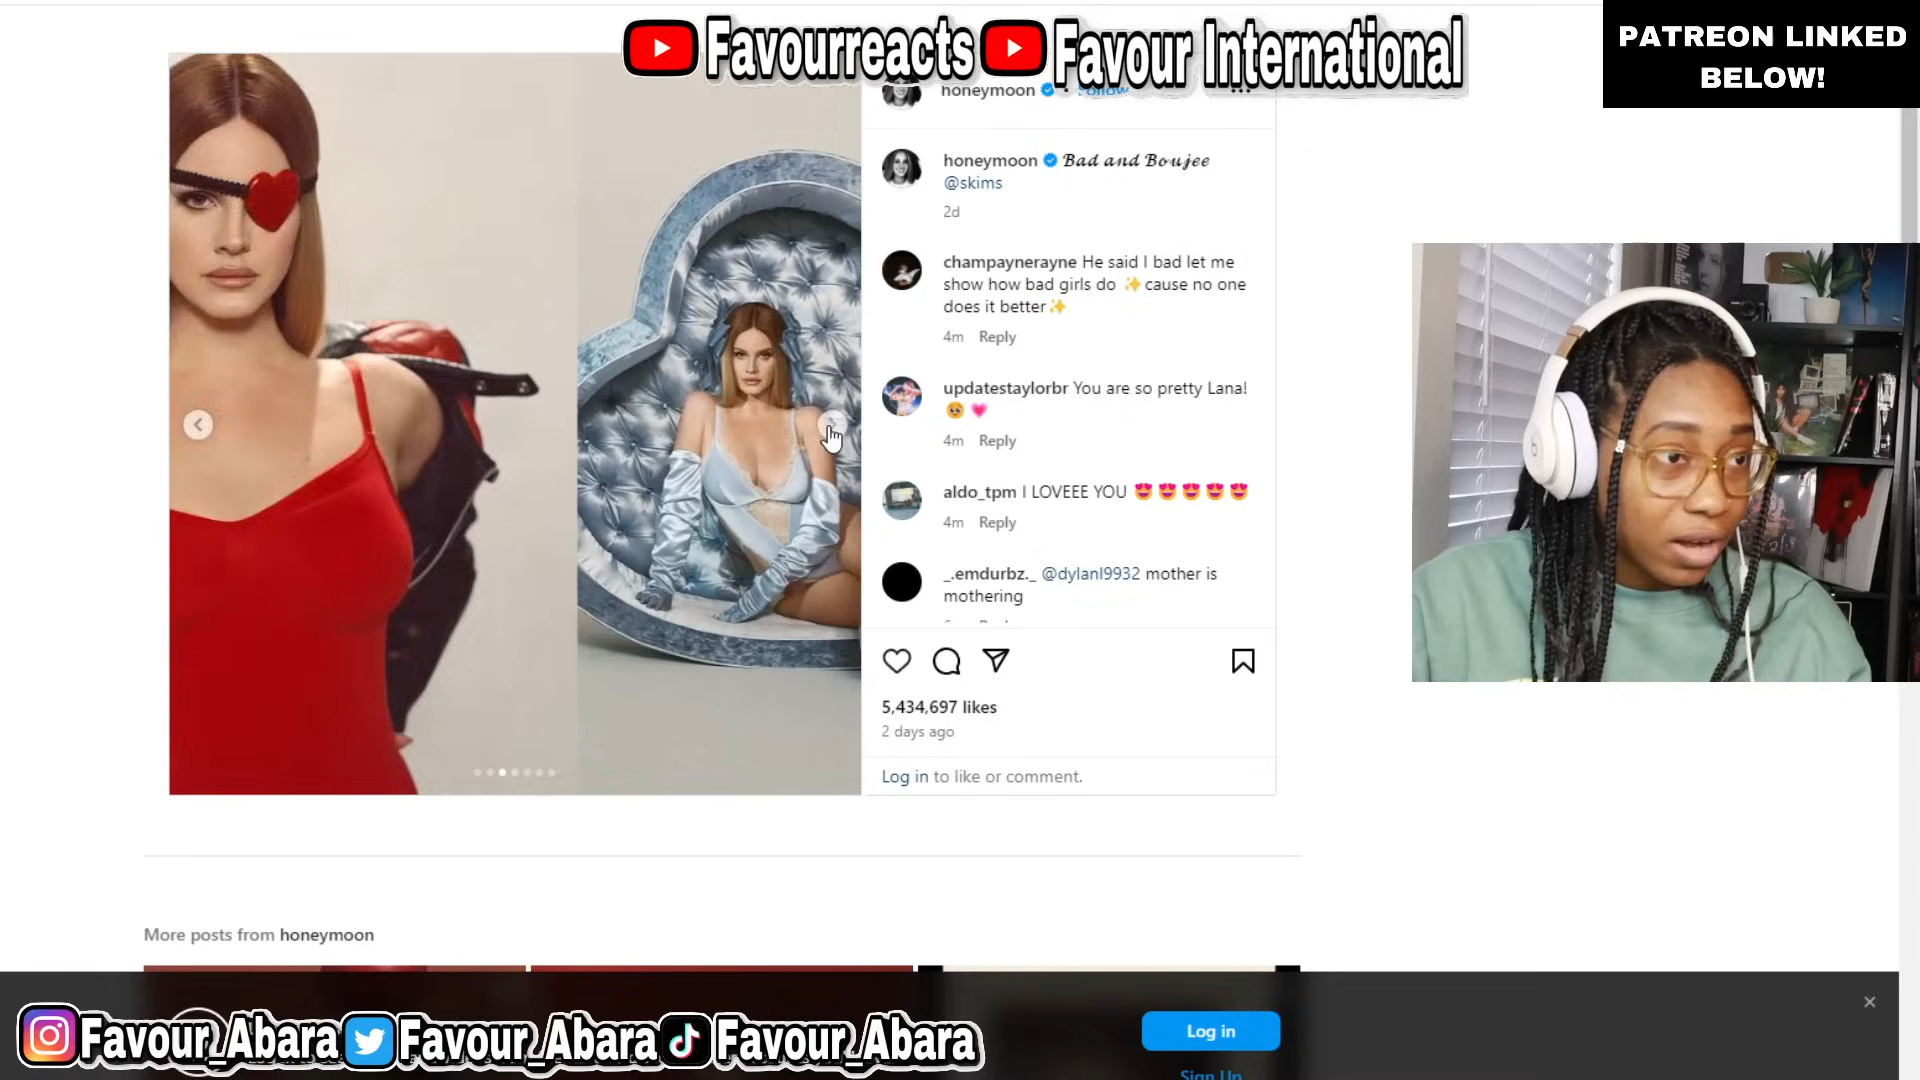 Favourreacts Favour International
PATREON LINKED
BELOW!
honeymoon • Follow
honeymoon Bad and Boujee
@skims
2d
champaynerayne He said I bad let me
show how bad girls do ✨cause no one
does it better✨
4m Reply
updatestaylorbr You are so pretty Lana!
🥹 💗
4m Reply
aldo_tpm I LOVEEE YOU 😍😍😍😍😍
4m Reply
_.emdurbz._ @dylanl9932 mother is
mothering
5,434,697 likes
2 days ago
Log in to like or comment.
More posts from honeymoon
Favour_Abara Favour_Abara Favour_Abara
Log in
Sign Up